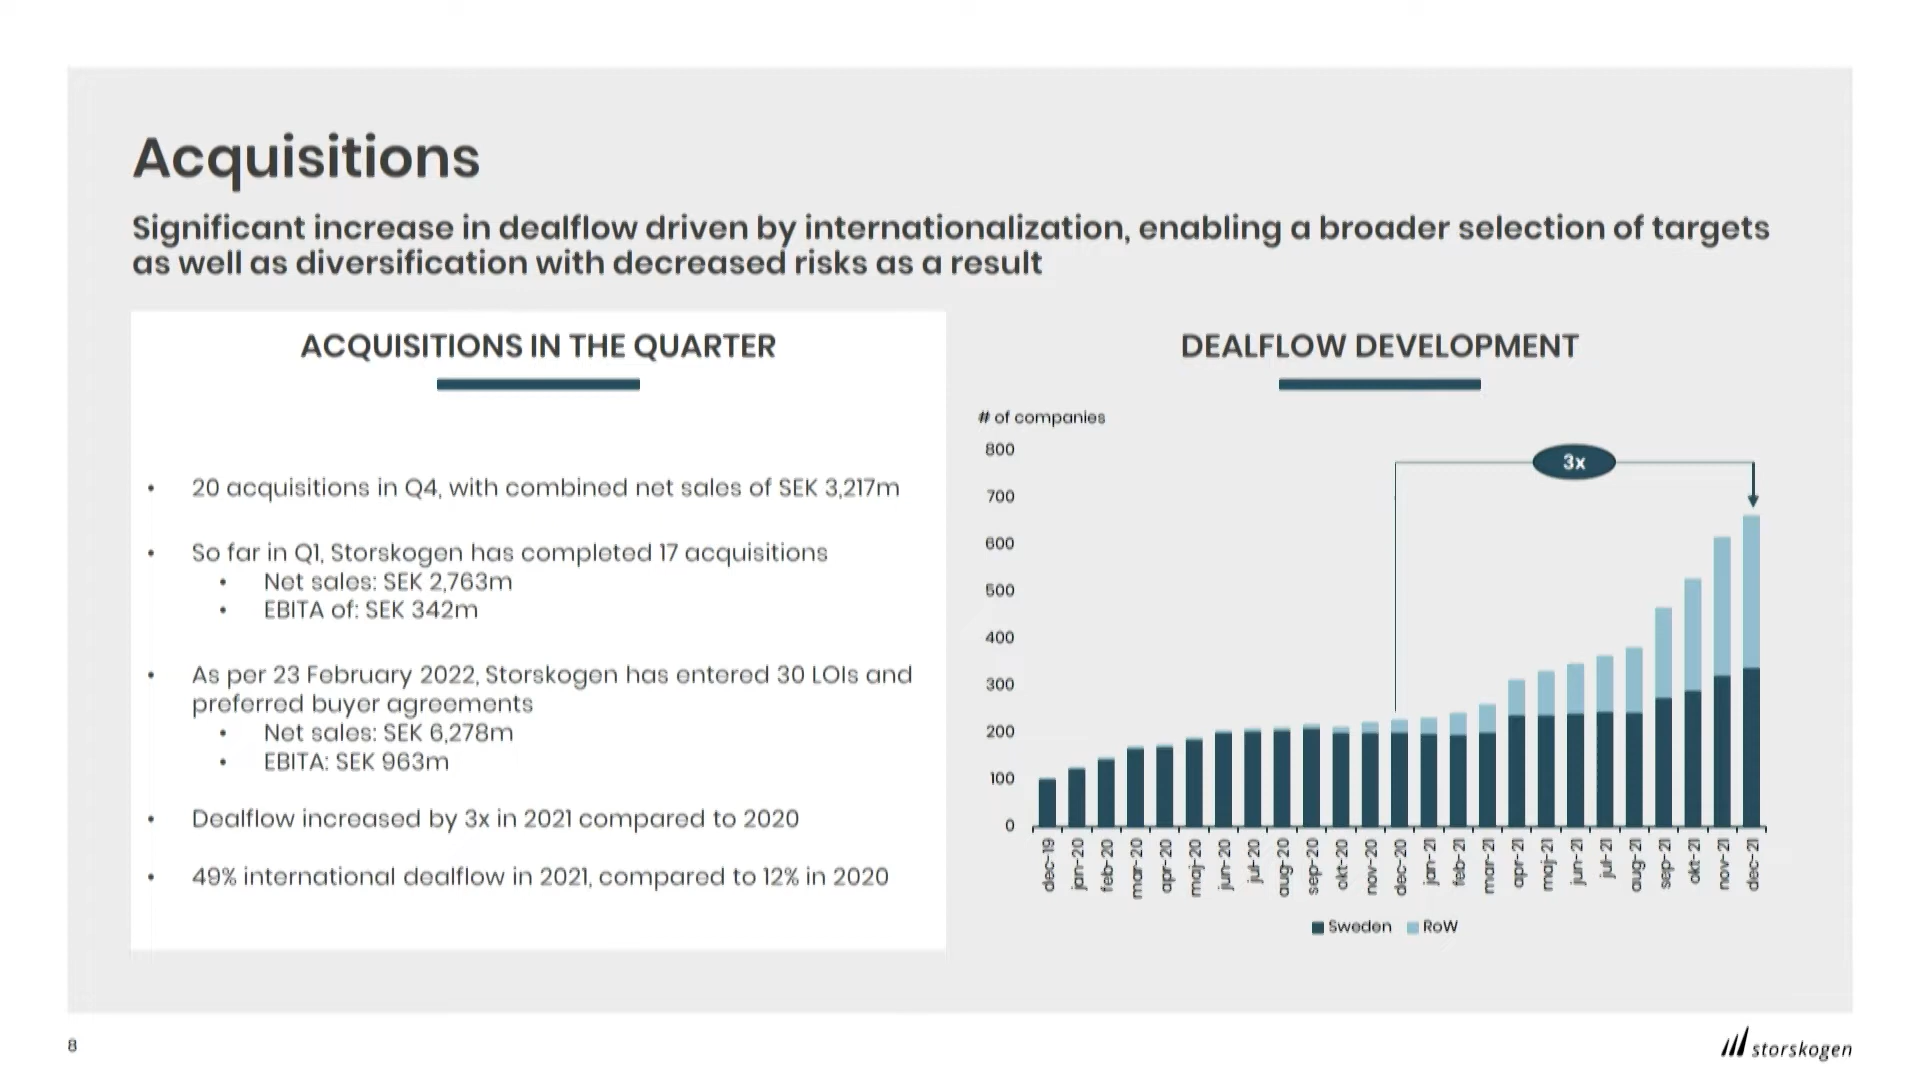 Acquisitions
Significant increase in dealflow driven by internationalization, enabling a broader selection of targets
as well as diversification with decreased risks as a result
ACQUISITIONS IN THE QUARTER
• 20 acquisitions in Q4, with combined net sales of SEK 3,217m
• So far in Q1, Storskogen has completed 17 acquisitions
• Net sales: SEK 2,763m
• EBITA of: SEK 342m
• As per 23 February 2022, Storskogen has entered 30 LOIs and
preferred buyer agreements
• Net sales: SEK 6,278m
• EBITA: SEK 963m
• Dealflow increased by 3x in 2021 compared to 2020
• 49% international dealflow in 2021, compared to 12% in 2020
DEALFLOW DEVELOPMENT
# of companies
800
700
600
500
400
300
200
100
0
3x
dec-19
jan-20
feb-20
mar-20
apr-20
maj-20
jun-20
jul-20
aug-20
sep-20
okt-20
nov-20
dec-20
jan-21
feb-21
mar-21
apr-21
maj-21
jun-21
jul-21
aug-21
sep-21
okt-21
nov-21
dec-21
Sweden RoW
8
storskogen